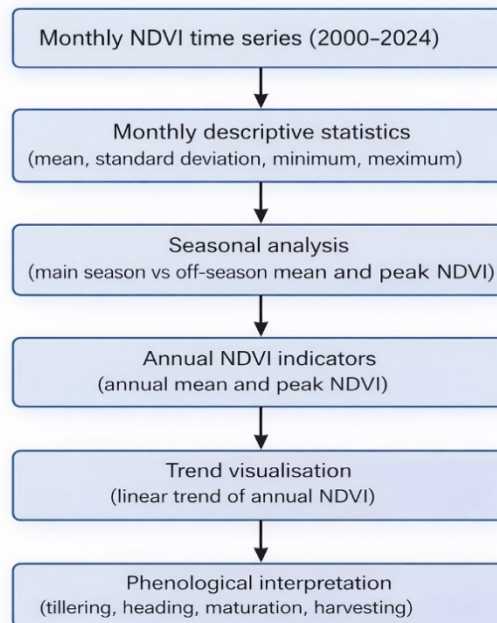 Monthly NDVI time series (2000–2024)
Monthly descriptive statistics
(mean, standard deviation, minimum, meximum)
Seasonal analysis
(main season vs off-season mean and peak NDVI)
Annual NDVI indicators
(annual mean and peak NDVI)
Trend visualisation
(linear trend of annual NDVI)
Phenological interpretation
(tillering, heading, maturation, harvesting)